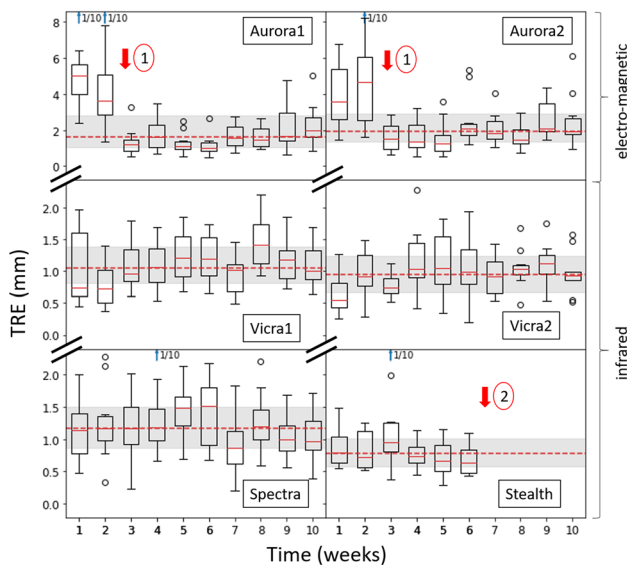 1/10 1/10 1/10
8 Aurora1 Aurora2
1 1
6
4
2
0
2.0
1.5
1.0
0.5
0.0 Vicra1 Vicra2
1/10 1/10
2.0
1.5
1.0
0.5
0.0
2
Spectra Stealth
1 2 3 4 5 6 7 8 9 10 1 2 3 4 5 6 7 8 9 10
Time (weeks)
TRE (mm)
electro-magnetic
infrared